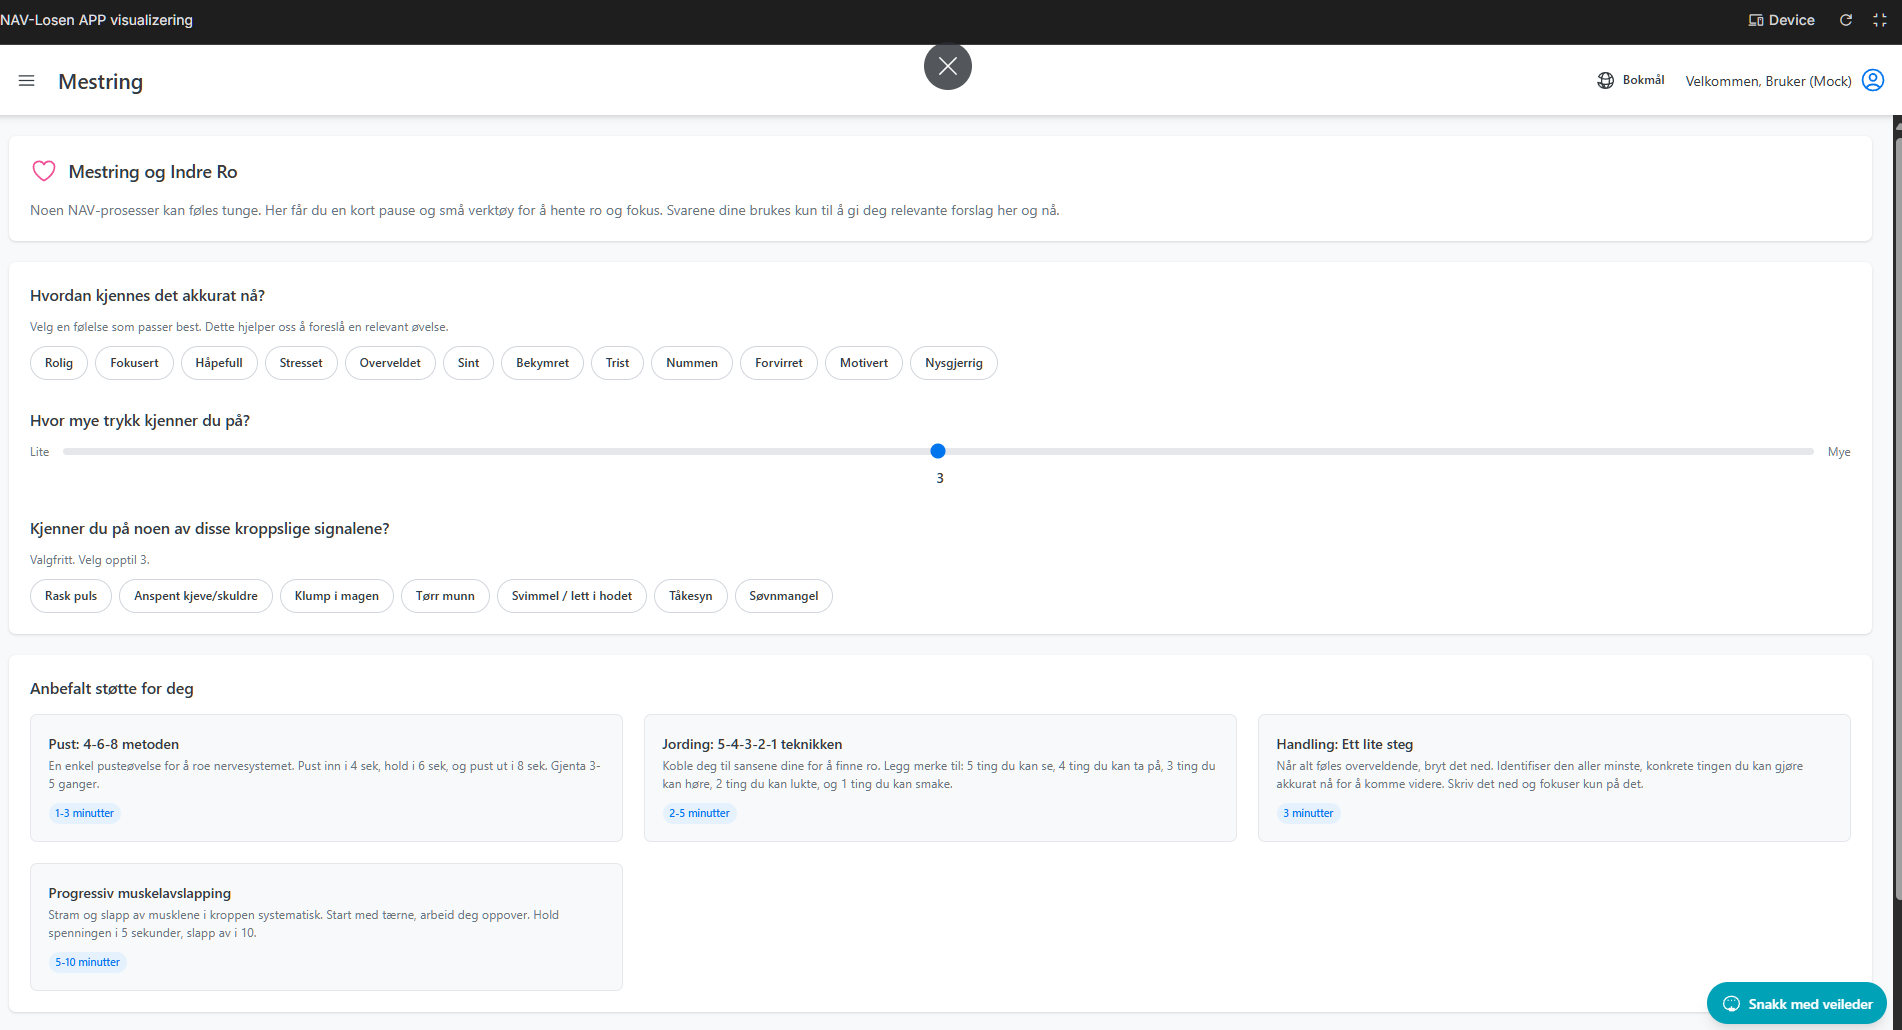 NAV-Losen APP visualizering
Device
Mestring
Bokmål
Velkommen, Bruker (Mock)
Mestring og Indre Ro
Noen NAV-prosesser kan føles tunge. Her får du en kort pause og små verktøy for å hente ro og fokus. Svarene dine brukes kun til å gi deg relevante forslag her og nå.
Hvordan kjennes det akkurat nå?
Velg en følelse som passer best. Dette hjelper oss å foreslå en relevant øvelse.
Rolig Fokusert Håpefull Stresset Overveldet Sint Bekymret Trist Nummen Forvirret Motivert Nysgjerrig
Hvor mye trykk kjenner du på?
Lite Mye
3
Kjenner du på noen av disse kroppslige signalene?
Valgfritt. Velg opptil 3.
Rask puls Anspent kjeve/skuldre Klump i magen Tørr munn Svimmel / lett i hodet Tåkesyn Søvnmangel
Anbefalt støtte for deg
Pust: 4-6-8 metoden
En enkel pusteøvelse for å roe nervesystemet. Pust inn i 4 sek, hold i 6 sek, og pust ut i 8 sek. Gjenta 3-
5 ganger.
1-3 minutter
Jording: 5-4-3-2-1 teknikken
Koble deg til sansene dine for å finne ro. Legg merke til: 5 ting du kan se, 4 ting du kan ta på, 3 ting du
kan høre, 2 ting du kan lukte, og 1 ting du kan smake.
2-5 minutter
Handling: Ett lite steg
Når alt føles overveldende, bryt det ned. Identifiser den aller minste, konkrete tingen du kan gjøre
akkurat nå for å komme videre. Skriv det ned og fokuser kun på det.
3 minutter
Progressiv muskelavslapping
Stram og slapp av musklene i kroppen systematisk. Start med tærne, arbeid deg oppover. Hold
spenningen i 5 sekunder, slapp av i 10.
5-10 minutter
Snakk med veileder